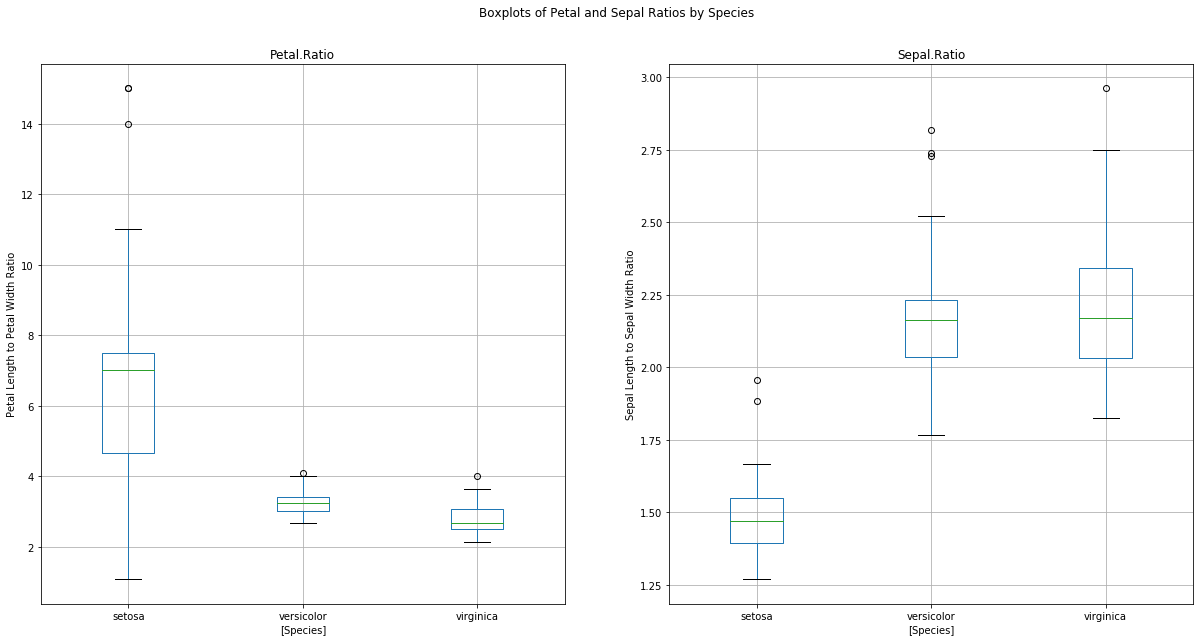 Boxplots of Petal and Sepal Ratios by Species
Petal.Ratio
Petal Length to Petal Width Ratio
14
12
10
8
6
4
2
setosa versicolor virginica
[Species]
Sepal.Ratio
Sepal Length to Sepal Width Ratio
3.00
2.75
2.50
2.25
2.00
1.75
1.50
1.25
setosa versicolor virginica
[Species]